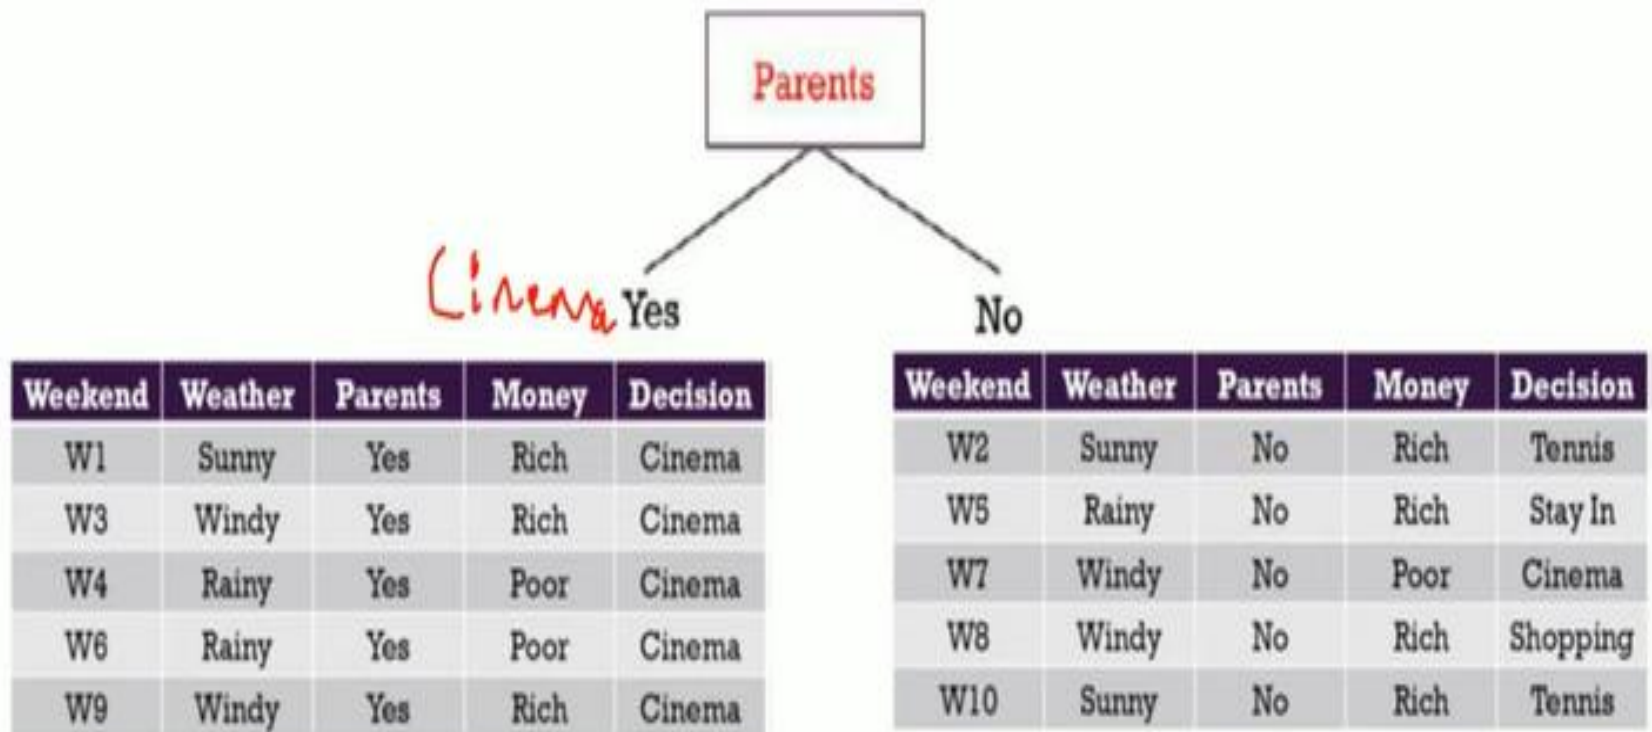 Parents
Cinema Yes
No
Weekend Weather Parents Money Decision
W1 Sunny Yes Rich Cinema
W3 Windy Yes Rich Cinema
W4 Rainy Yes Poor Cinema
W6 Rainy Yes Poor Cinema
W9 Windy Yes Rich Cinema
Weekend Weather Parents Money Decision
W2 Sunny No Rich Tennis
W5 Rainy No Rich Stay In
W7 Windy No Poor Cinema
W8 Windy No Rich Shopping
W10 Sunny No Rich Tennis